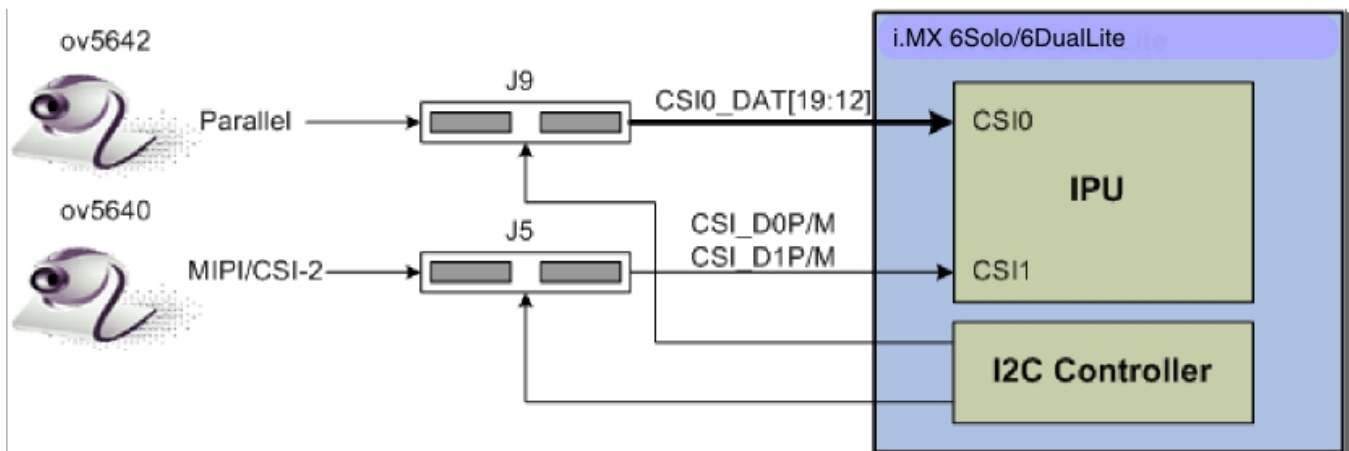 ov5642
i.MX 6Solo/6DualLite
J9
CSI0_DAT[19:12]
Parallel
CSI0
IPU
ov5640
J5
CSI_D0P/M
MIPI/CSI-2
CSI_D1P/M
CSI1
I2C Controller